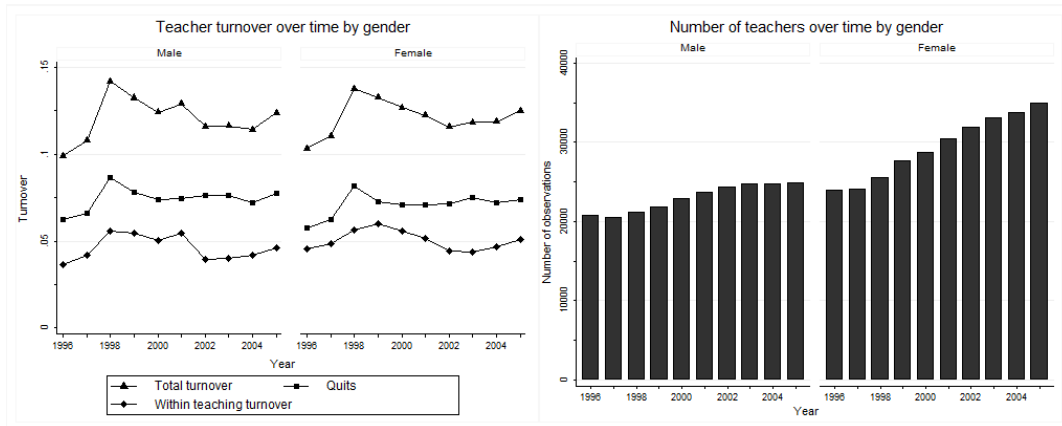 Teacher turnover over time by gender
Male Female
.15
.1
.05
0
Turnover
1996 1998 2000 2002 2004 1996 1998 2000 2002 2004
Year
Total turnover Quits
Within teaching turnover
Number of teachers over time by gender
Male Female
40000
30000
20000
10000
0
Number of observations
1996 1998 2000 2002 2004 1996 1998 2000 2002 2004
Year